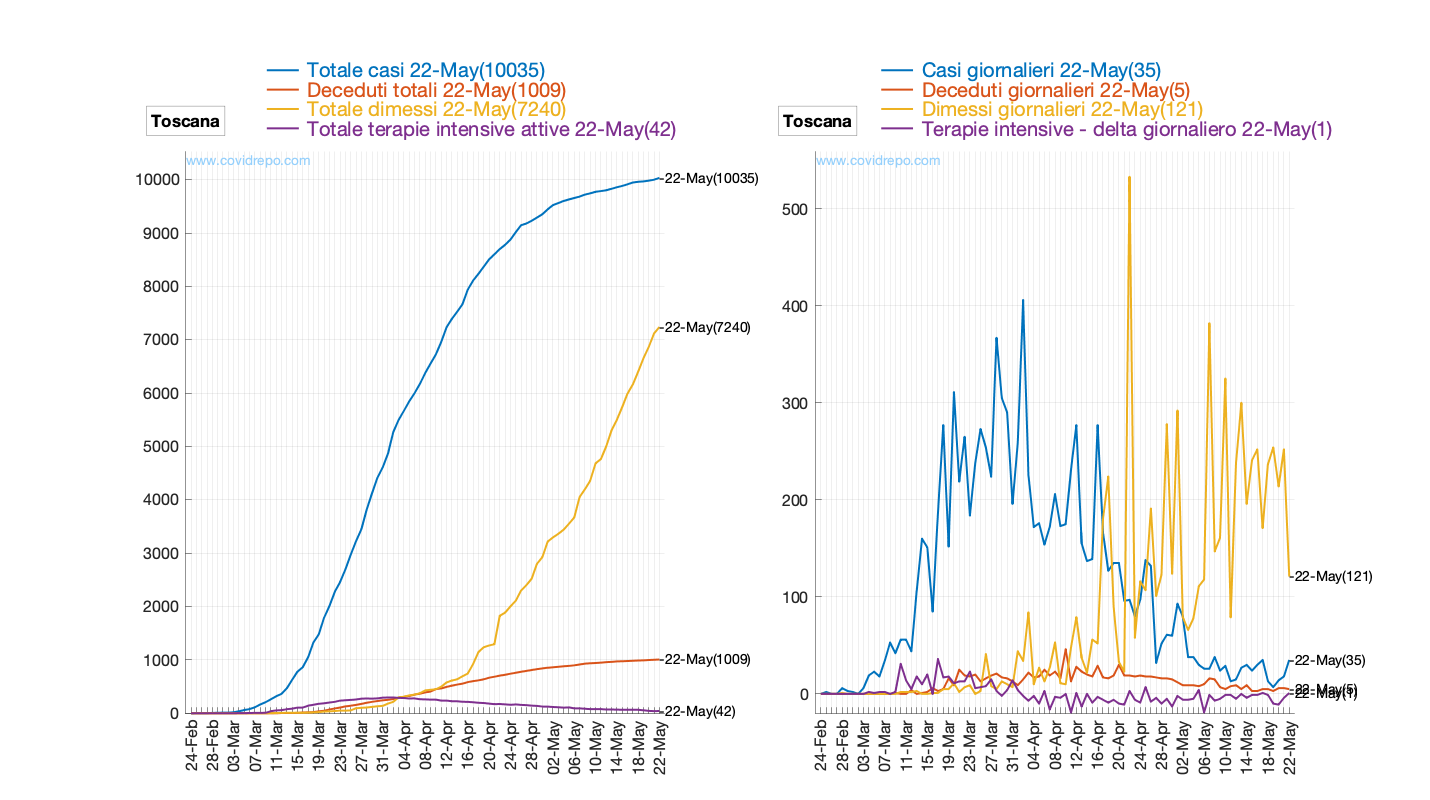 Totale casi 22-May(10035)
Deceduti totali 22-May(1009)
Totale dimessi 22-May(7240)
Totale terapie intensive attive 22-May(42)
Toscana
www.covidrepo.com
10000
9000
8000
7000
6000
5000
4000
3000
2000
1000
0
22-May(10035)
22-May(7240)
22-May(1009)
22-May(42)
24-Feb
28-Feb
03-Mar
07-Mar
11-Mar
15-Mar
19-Mar
23-Mar
27-Mar
31-Mar
04-Apr
08-Apr
12-Apr
16-Apr
20-Apr
24-Apr
28-Apr
02-May
06-May
10-May
14-May
18-May
22-May
Casi giornalieri 22-May(35)
Deceduti giornalieri 22-May(5)
Dimessi giornalieri 22-May(121)
Terapie intensive - delta giornaliero 22-May(1)
Toscana
www.covidrepo.com
500
400
300
200
100
0
22-May(121)
22-May(35)
22-May(5)
22-May(1)
24-Feb
28-Feb
03-Mar
07-Mar
11-Mar
15-Mar
19-Mar
23-Mar
27-Mar
31-Mar
04-Apr
08-Apr
12-Apr
16-Apr
20-Apr
24-Apr
28-Apr
02-May
06-May
10-May
14-May
18-May
22-May